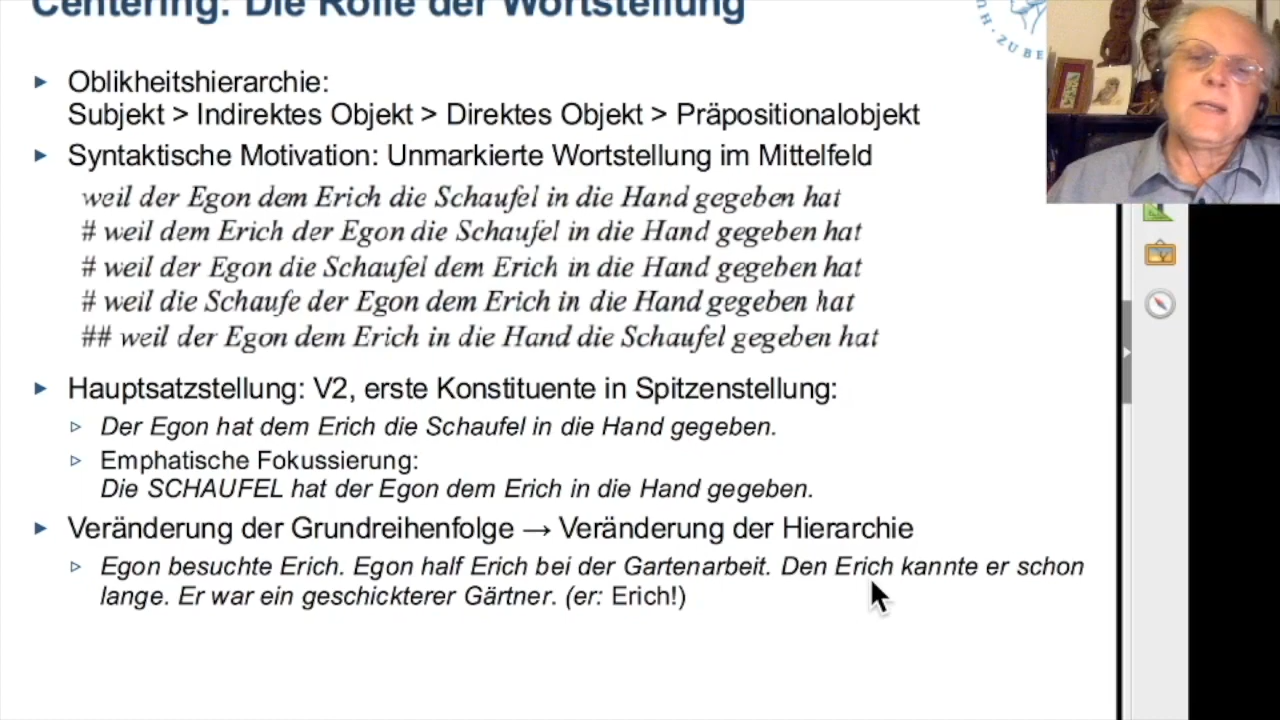 Centering: Die Rolle der Wortstellung
▸ Oblikheitshierarchie:
Subjekt > Indirektes Objekt > Direktes Objekt > Präpositionalobjekt
▸ Syntaktische Motivation: Unmarkierte Wortstellung im Mittelfeld
weil der Egon dem Erich die Schaufel in die Hand gegeben hat
# weil dem Erich der Egon die Schaufel in die Hand gegeben hat
# weil der Egon die Schaufel dem Erich in die Hand gegeben hat
# weil die Schaufe der Egon dem Erich in die Hand gegeben hat
## weil der Egon dem Erich in die Hand die Schaufel gegeben hat
▸ Hauptsatzstellung: V2, erste Konstituente in Spitzenstellung:
▹ Der Egon hat dem Erich die Schaufel in die Hand gegeben.
▹ Emphatische Fokussierung:
Die SCHAUFEL hat der Egon dem Erich in die Hand gegeben.
▸ Veränderung der Grundreihenfolge → Veränderung der Hierarchie
▹ Egon besuchte Erich. Egon half Erich bei der Gartenarbeit. Den Erich kannte er schon
lange. Er war ein geschickterer Gärtner. (er: Erich!)